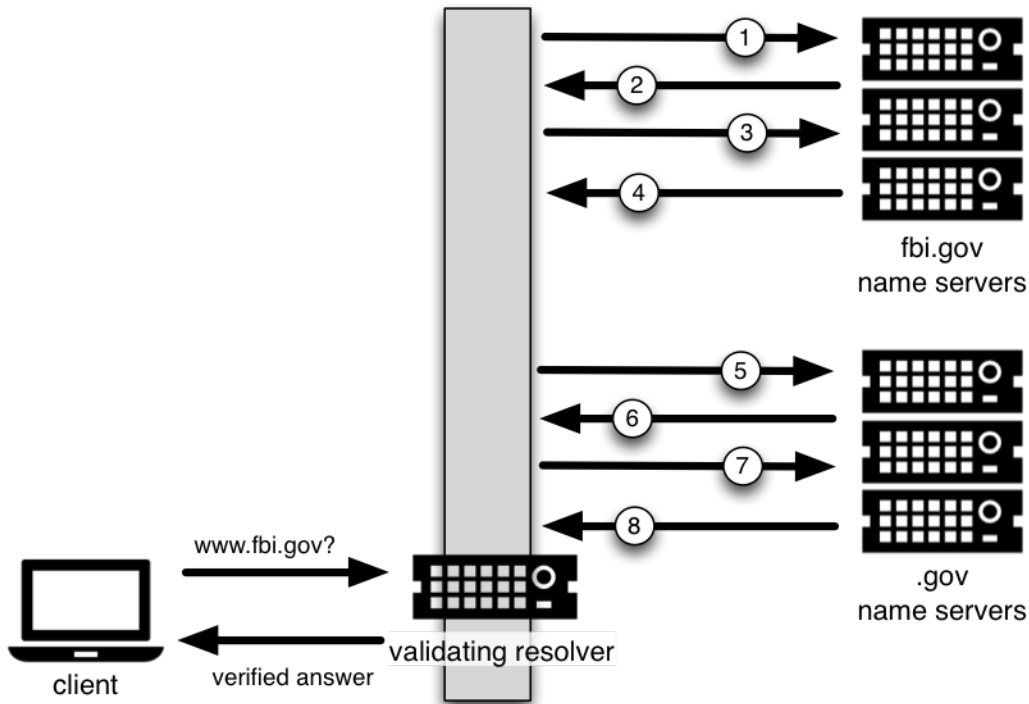 1
2
3
4
fbi.gov
name servers
5
6
7
8
.gov
name servers
www.fbi.gov?
validating resolver
verified answer
client